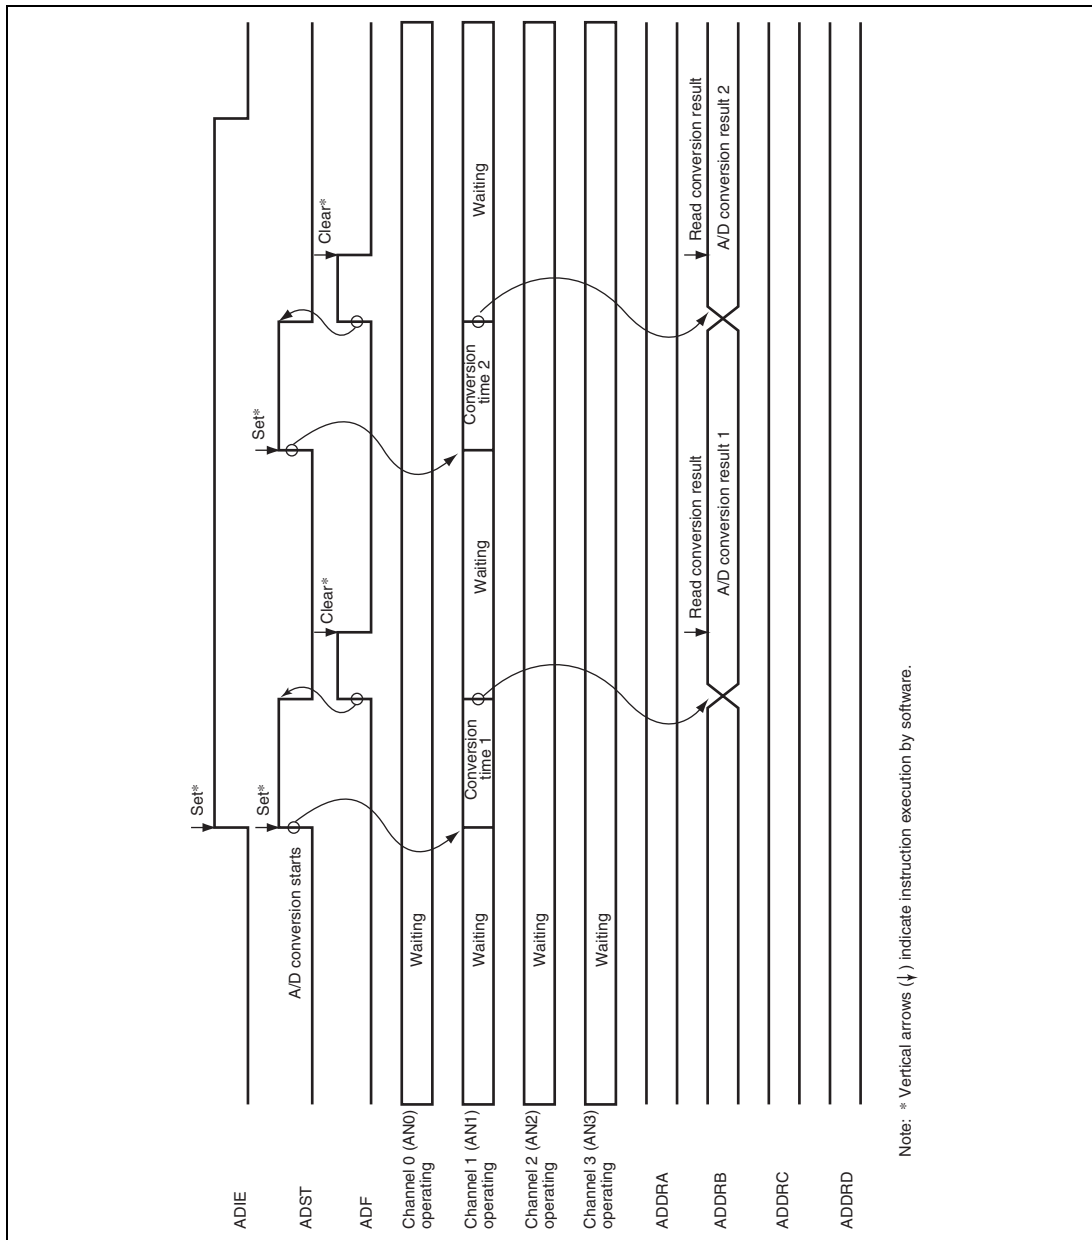 ADIE
Set*
ADST
A/D conversion starts
Set*
Set*
ADF
Clear*
Clear*
Channel 0 (AN0)
operating
Waiting
Channel 1 (AN1)
operating
Waiting
Conversion
time 1
Waiting
Conversion
time 2
Waiting
Channel 2 (AN2)
operating
Waiting
Channel 3 (AN3)
operating
Waiting
ADDRA
Read conversion result
Read conversion result
ADDRB
A/D conversion result 1
A/D conversion result 2
ADDRC
ADDRD
Note: * Vertical arrows (↓) indicate instruction execution by software.